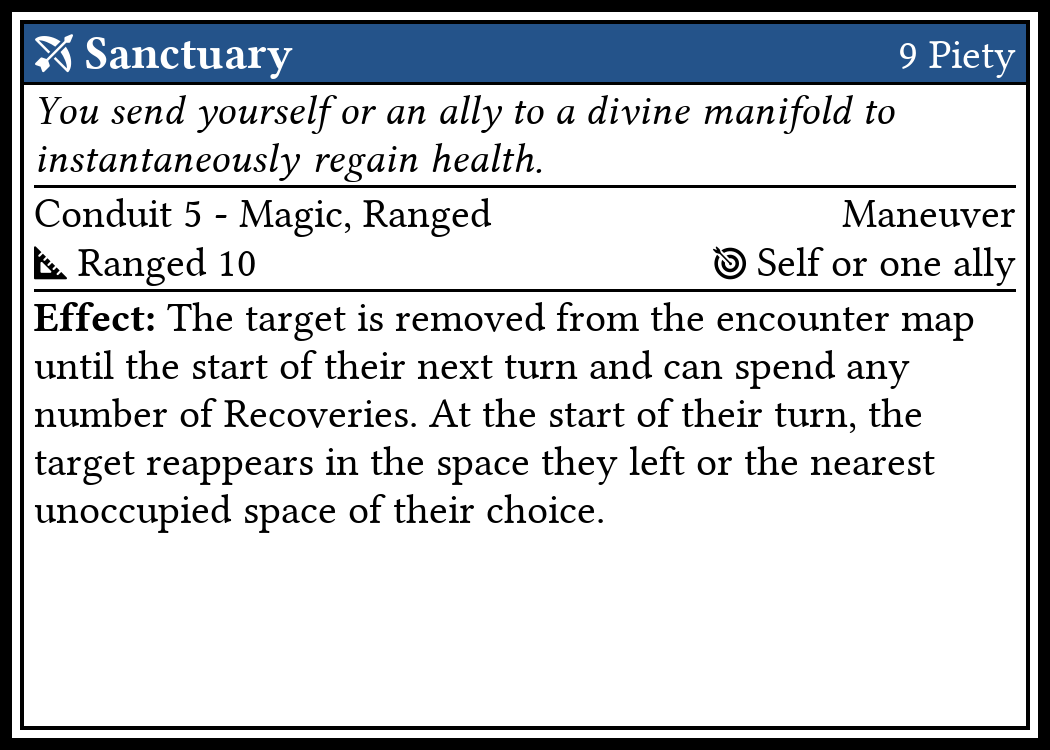 Sanctuary 9 Piety
You send yourself or an ally to a divine manifold to
instantaneously regain health.
Conduit 5 - Magic, Ranged Maneuver
Ranged 10 Self or one ally
Effect: The target is removed from the encounter map
until the start of their next turn and can spend any
number of Recoveries. At the start of their turn, the
target reappears in the space they left or the nearest
unoccupied space of their choice.